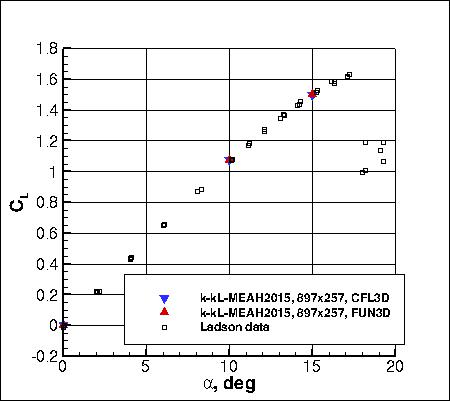 1.8
1.6
1.4
1.2
1
0.8
0.6
0.4
0.2
0
-0.2
C_L
k-kL-MEAH2015, 897x257, CFL3D
k-kL-MEAH2015, 897x257, FUN3D
Ladson data
0 5 10 15 20
α, deg